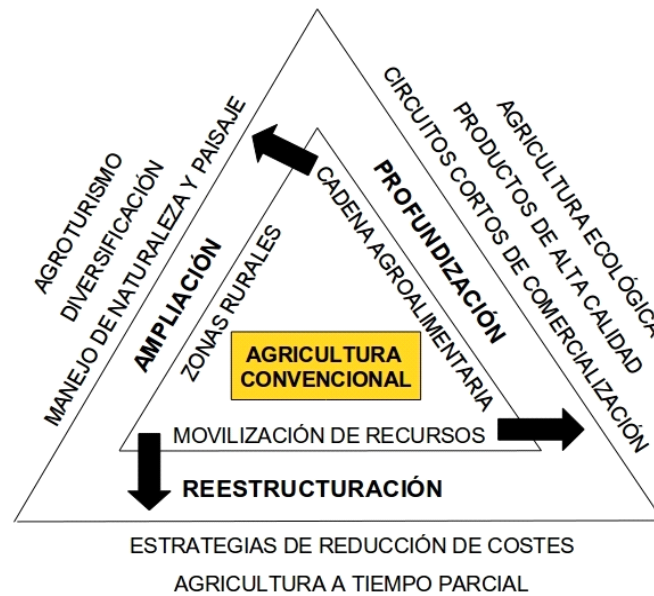 AGROTURISMO
DIVERSIFICACIÓN
MANEJO DE NATURALEZA Y PAISAJE
AMPLIACIÓN
ZONAS RURALES
AGRICULTURA ECOLÓGICA
PRODUCTOS DE ALTA CALIDAD
CIRCUITOS CORTOS DE COMERCIALIZACIÓN
PROFUNDIZACIÓN
CADENA AGROALIMENTARIA
AGRICULTURA
CONVENCIONAL
MOVILIZACIÓN DE RECURSOS
REESTRUCTURACIÓN
ESTRATEGIAS DE REDUCCIÓN DE COSTES
AGRICULTURA A TIEMPO PARCIAL